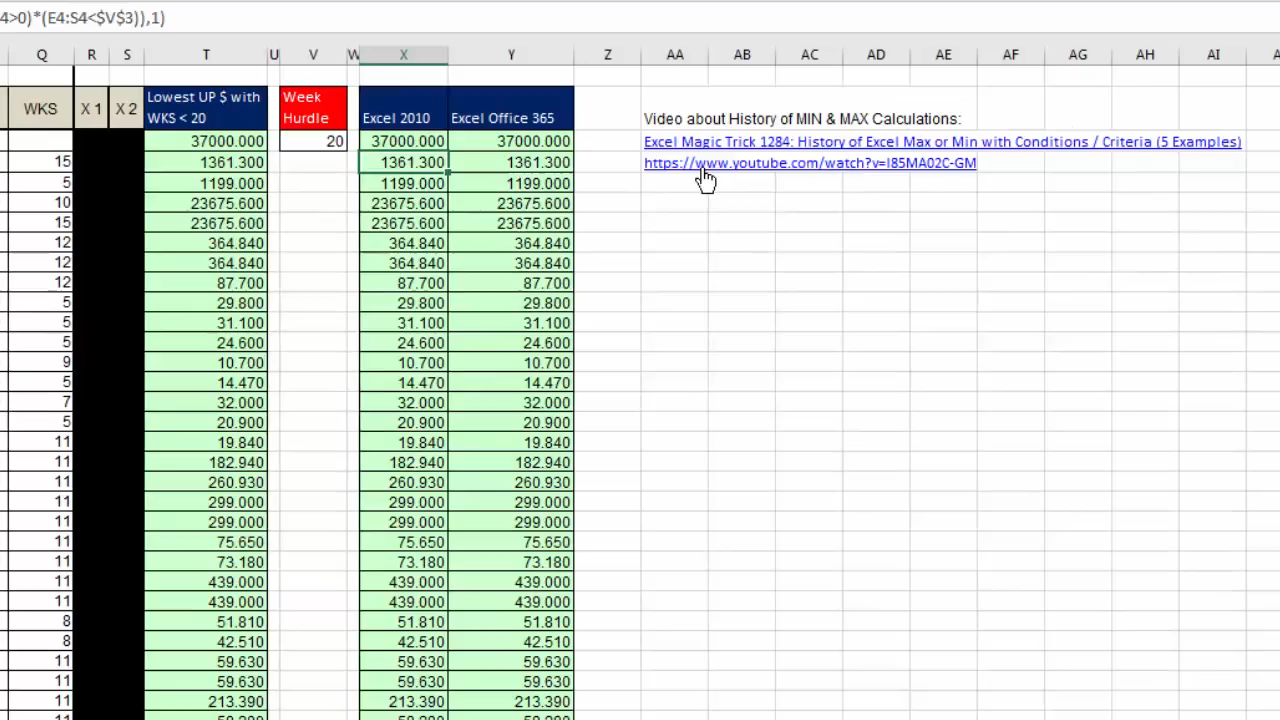 4>0)*(E4:S4<$V$3)),1)
Q R S T U V W X Y Z AA AB AC AD AE AF AG AH AI A
WKS X 1 X 2 Lowest UP $ with WKS < 20 Week Hurdle Excel 2010 Excel Office 365 Video about History of MIN & MAX Calculations:
37000.000 20 37000.000 37000.000 Excel Magic Trick 1284: History of Excel Max or Min with Conditions / Criteria (5 Examples)
15 1361.300 1361.300 1361.300 https://www.youtube.com/watch?v=I85MA02C-GM
5 1199.000 1199.000 1199.000
10 23675.600 23675.600 23675.600
15 23675.600 23675.600 23675.600
12 364.840 364.840 364.840
12 364.840 364.840 364.840
12 87.700 87.700 87.700
5 29.800 29.800 29.800
5 31.100 31.100 31.100
5 24.600 24.600 24.600
9 10.700 10.700 10.700
5 14.470 14.470 14.470
7 32.000 32.000 32.000
5 20.900 20.900 20.900
11 19.840 19.840 19.840
11 182.940 182.940 182.940
11 260.930 260.930 260.930
11 299.000 299.000 299.000
11 299.000 299.000 299.000
11 75.650 75.650 75.650
11 73.180 73.180 73.180
11 439.000 439.000 439.000
11 439.000 439.000 439.000
8 51.810 51.810 51.810
8 42.510 42.510 42.510
11 59.630 59.630 59.630
11 59.630 59.630 59.630
11 213.390 213.390 213.390
11